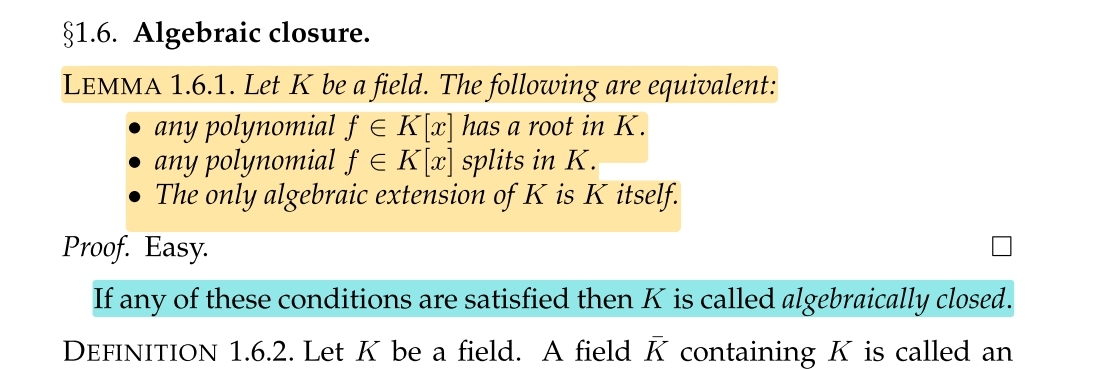 §1.6. Algebraic closure.
LEMMA 1.6.1. Let K be a field. The following are equivalent:
• any polynomial f ∈ K[x] has a root in K.
• any polynomial f ∈ K[x] splits in K.
• The only algebraic extension of K is K itself.
Proof. Easy. □
If any of these conditions are satisfied then K is called algebraically closed.
DEFINITION 1.6.2. Let K be a field. A field K̄ containing K is called an